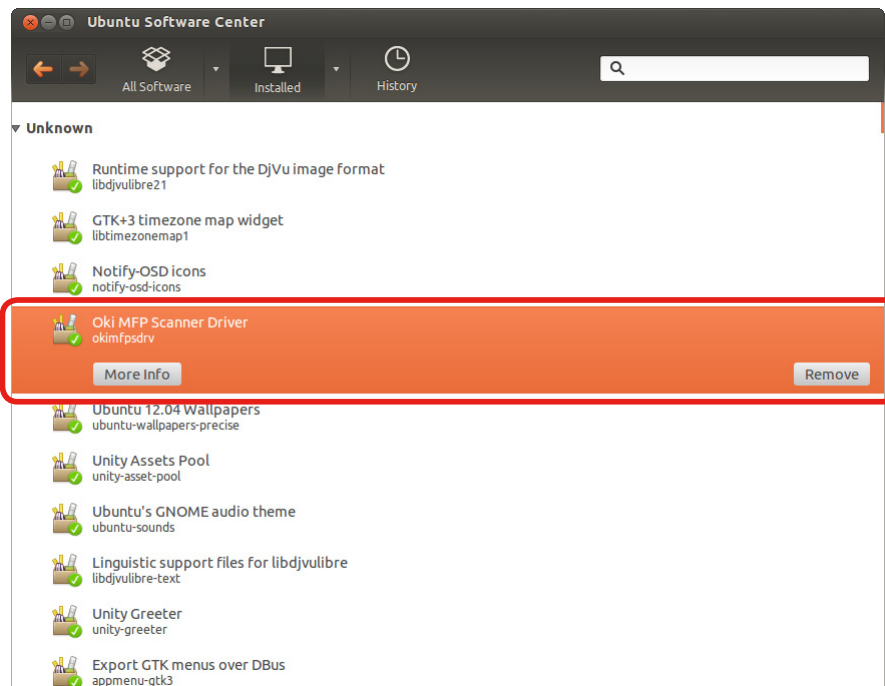 Ubuntu Software Center
All Software
Installed
History
Unknown
Runtime support for the DjVu image format
libdjvulibre21
GTK+3 timezone map widget
libtimezonemap1
Notify-OSD icons
notify-osd-icons
Oki MFP Scanner Driver
okimfpsdrv
More Info
Remove
Ubuntu 12.04 Wallpapers
ubuntu-wallpapers-precise
Unity Assets Pool
unity-asset-pool
Ubuntu's GNOME audio theme
ubuntu-sounds
Linguistic support files for libdjvulibre
libdjvulibre-text
Unity Greeter
unity-greeter
Export GTK menus over DBus
appmenu-gtk3